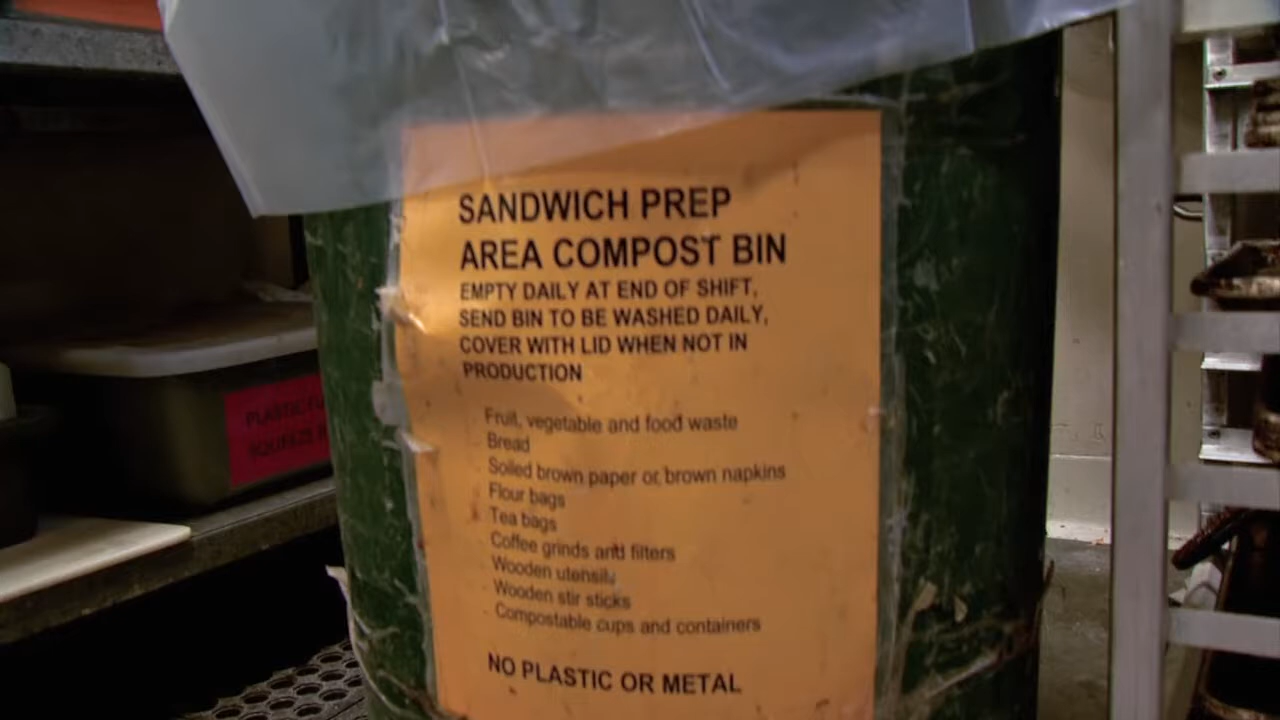 SANDWICH PREP
AREA COMPOST BIN
EMPTY DAILY AT END OF SHIFT,
SEND BIN TO BE WASHED DAILY,
COVER WITH LID WHEN NOT IN
PRODUCTION
Fruit, vegetable and food waste
Bread
Soiled brown paper or brown napkins
Flour bags
Tea bags
Coffee grinds and filters
Wooden utensils
Wooden stir sticks
Compostable cups and containers
NO PLASTIC OR METAL